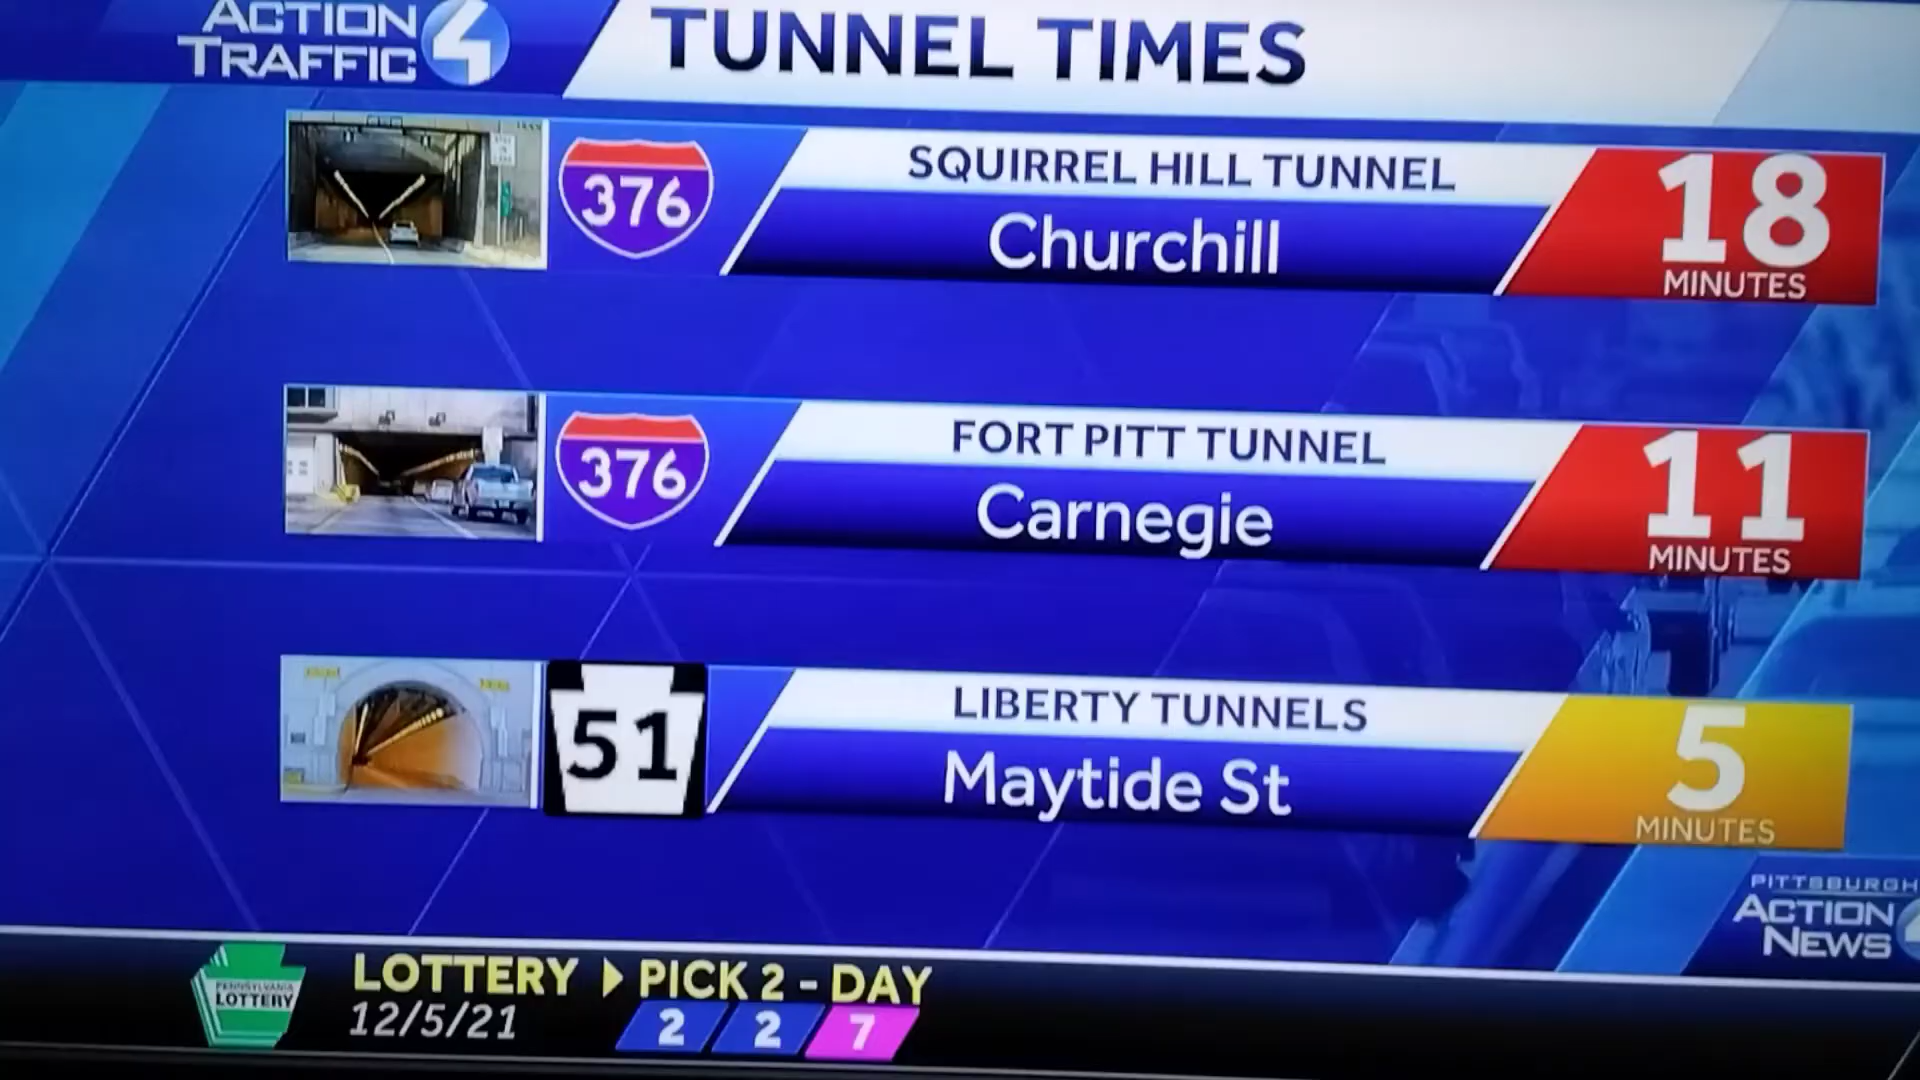 ACTION
TRAFFIC 4
TUNNEL TIMES
376
SQUIRREL HILL TUNNEL
Churchill
18
MINUTES
376
FORT PITT TUNNEL
Carnegie
11
MINUTES
51
LIBERTY TUNNELS
Maytide St
5
MINUTES
PITTSBURGH
ACTION
NEWS
PENNSYLVANIA
LOTTERY
LOTTERY PICK 2 - DAY
12/5/21
2 2 7